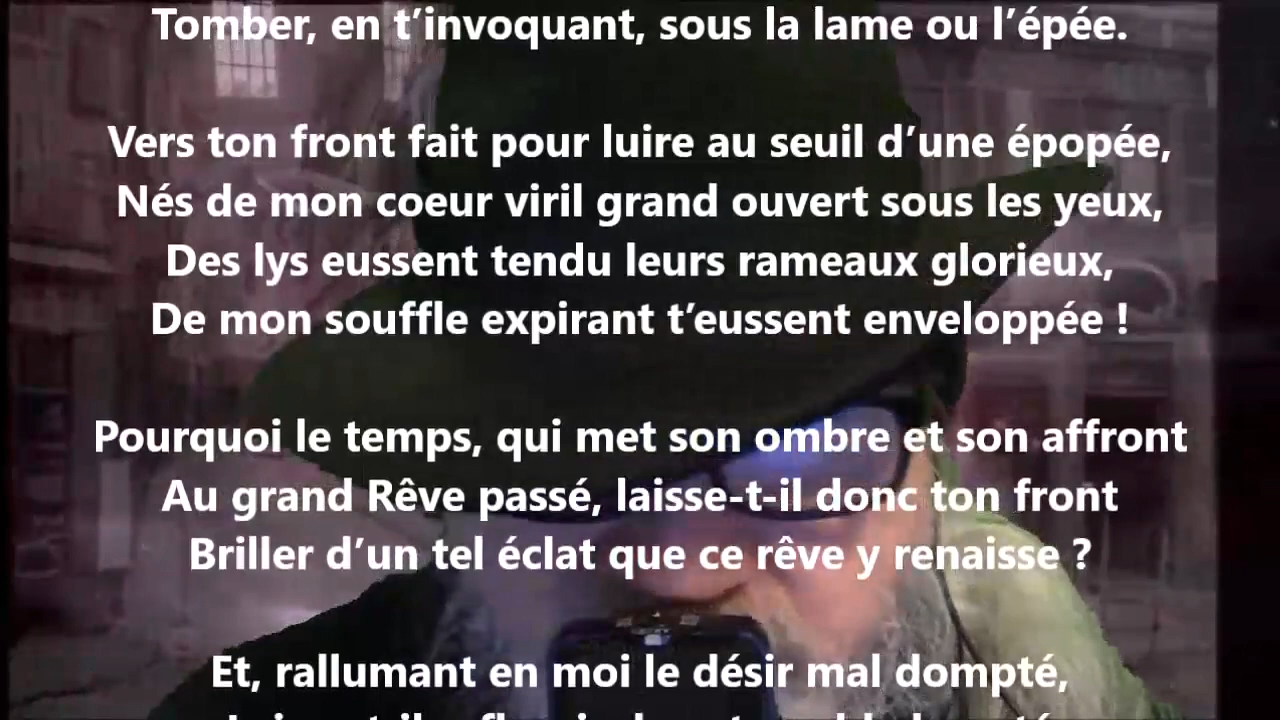 Tomber, en t’invoquant, sous la lame ou l’épée.
Vers ton front fait pour luire au seuil d’une épopée,
Nés de mon coeur viril grand ouvert sous les yeux,
Des lys eussent tendu leurs rameaux glorieux,
De mon souffle expirant t’eussent enveloppée !
Pourquoi le temps, qui met son ombre et son affront
Au grand Rêve passé, laisse-t-il donc ton front
Briller d’un tel éclat que ce rêve y renaisse ?
Et, rallumant en moi le désir mal dompté,